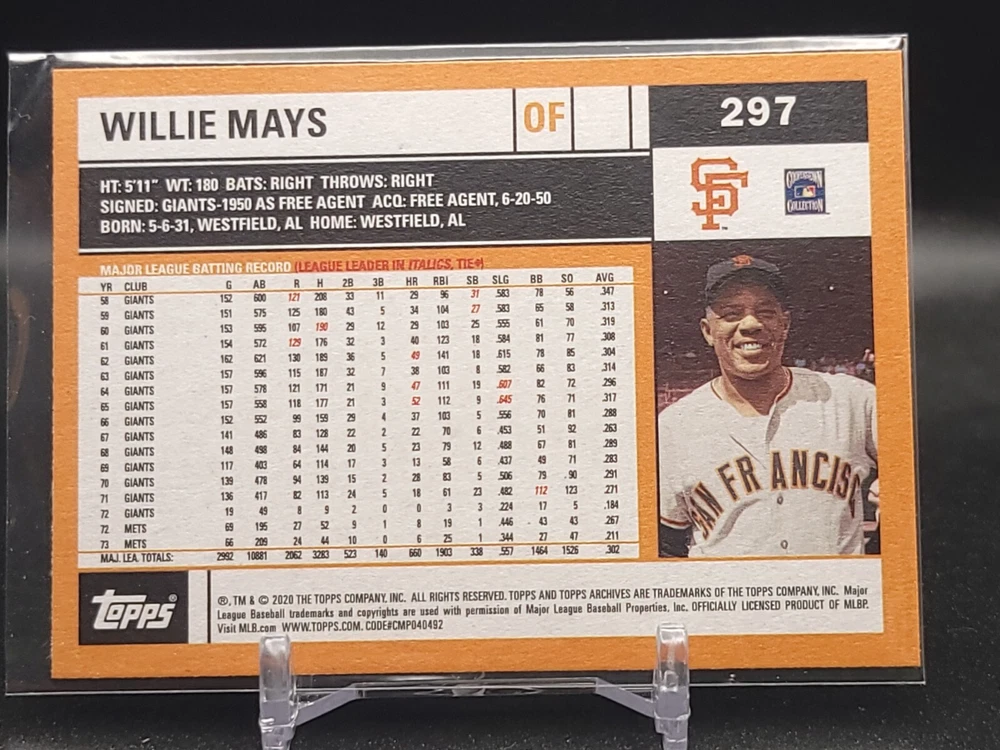 WILLIE MAYS OF 297
HT: 5'11" WT: 180 BATS: RIGHT THROWS: RIGHT
SIGNED: GIANTS-1950 AS FREE AGENT ACQ: FREE AGENT, 6-20-50
BORN: 5-6-31, WESTFIELD, AL HOME: WESTFIELD, AL
SF
COOPERSTOWN
COLLECTION
MAJOR LEAGUE BATTING RECORD (LEAGUE LEADER IN ITALICS, TIE*)
YR CLUB G AB R H 2B 3B HR RBI SB SLG BB SO AVG
58 GIANTS 152 600 121 208 33 11 29 96 31 .583 78 56 .347
59 GIANTS 151 575 125 180 43 5 34 104 27 .583 65 58 .313
60 GIANTS 153 595 107 190 29 12 29 103 25 .555 61 70 .319
61 GIANTS 154 572 129 176 32 3 40 123 18 .584 81 77 .308
62 GIANTS 162 621 130 189 36 5 49 141 18 .615 78 85 .304
63 GIANTS 157 596 115 187 32 7 38 103 8 .582 66 83 .314
64 GIANTS 157 578 121 171 21 9 47 111 19 .607 82 72 .296
65 GIANTS 157 558 118 177 21 3 52 112 9 .645 76 71 .317
66 GIANTS 152 552 99 159 29 4 37 103 5 .556 70 81 .288
67 GIANTS 141 486 83 128 22 2 22 70 6 .453 51 92 .263
68 GIANTS 148 498 84 144 20 5 23 79 12 .488 67 81 .289
69 GIANTS 117 403 64 114 17 3 13 58 6 .437 49 71 .283
70 GIANTS 139 478 94 139 15 2 28 83 5 .506 79 90 .291
71 GIANTS 136 417 82 113 24 5 18 61 23 .482 112 123 .271
72 GIANTS 19 49 8 9 2 0 0 3 3 .224 17 5 .184
72 METS 69 195 27 52 9 1 8 19 1 .446 43 43 .267
73 METS 66 209 24 44 10 0 6 25 1 .344 27 47 .211
MAJ. LEA. TOTALS: 2992 10881 2062 3283 523 140 660 1903 338 .557 1464 1526 .302
SAN FRANCISC
Topps
®, TM & © 2020 THE TOPPS COMPANY, INC. ALL RIGHTS RESERVED. TOPPS AND TOPPS ARCHIVES ARE TRADEMARKS OF THE TOPPS COMPANY, INC. Major
League Baseball trademarks and copyrights are used with permission of Major League Baseball Properties, Inc. OFFICIALLY LICENSED PRODUCT OF MLBP.
Visit MLB.com WWW.TOPPS.COM. CODE#CMP040492